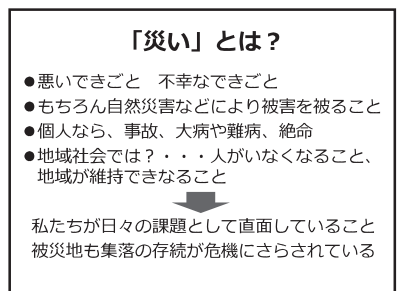 「災い」とは？
●悪いできごと　不幸なできごと
●もちろん自然災害などにより被害を被ること
●個人なら、事故、大病や難病、絶命
●地域社会では？・・・人がいなくなること、
地域が維持できなること
私たちが日々の課題として直面していること
被災地も集落の存続が危機にさらされている